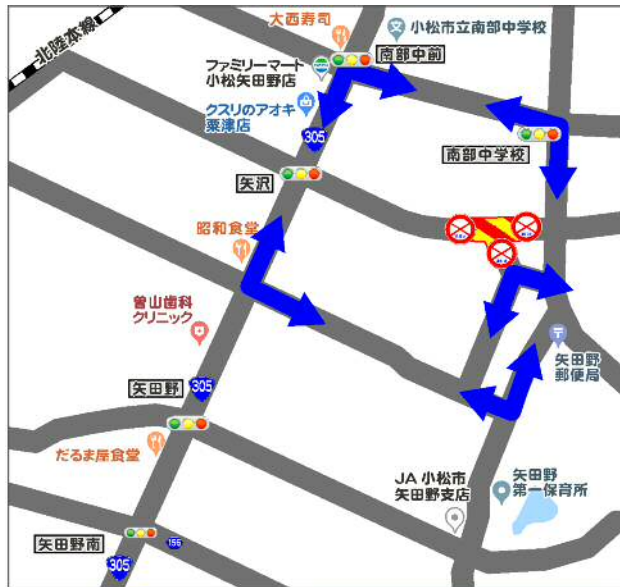 北陸本線
大西寿司
小松市立南部中学校
南部中前
ファミリーマート
小松矢田野店
クスリのアオキ
粟津店
305
南部中学校
矢沢
昭和食堂
曽山歯科
クリニック
矢田野
郵便局
矢田野
305
だるま岸食堂
JA 小松市
矢田野支店
矢田野
第一保育所
矢田野南
156
305